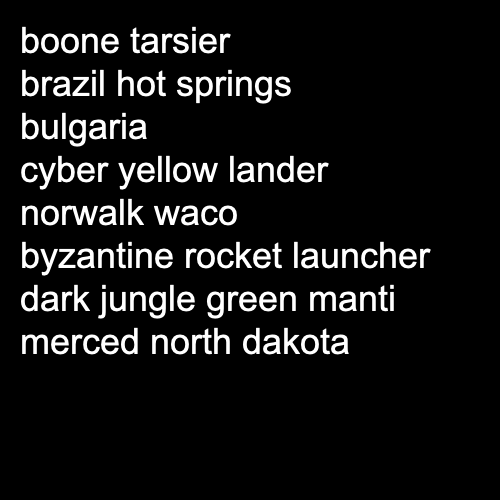 boone tarsier
brazil hot springs
bulgaria
cyber yellow lander
norwalk waco
byzantine rocket launcher
dark jungle green manti
merced north dakota